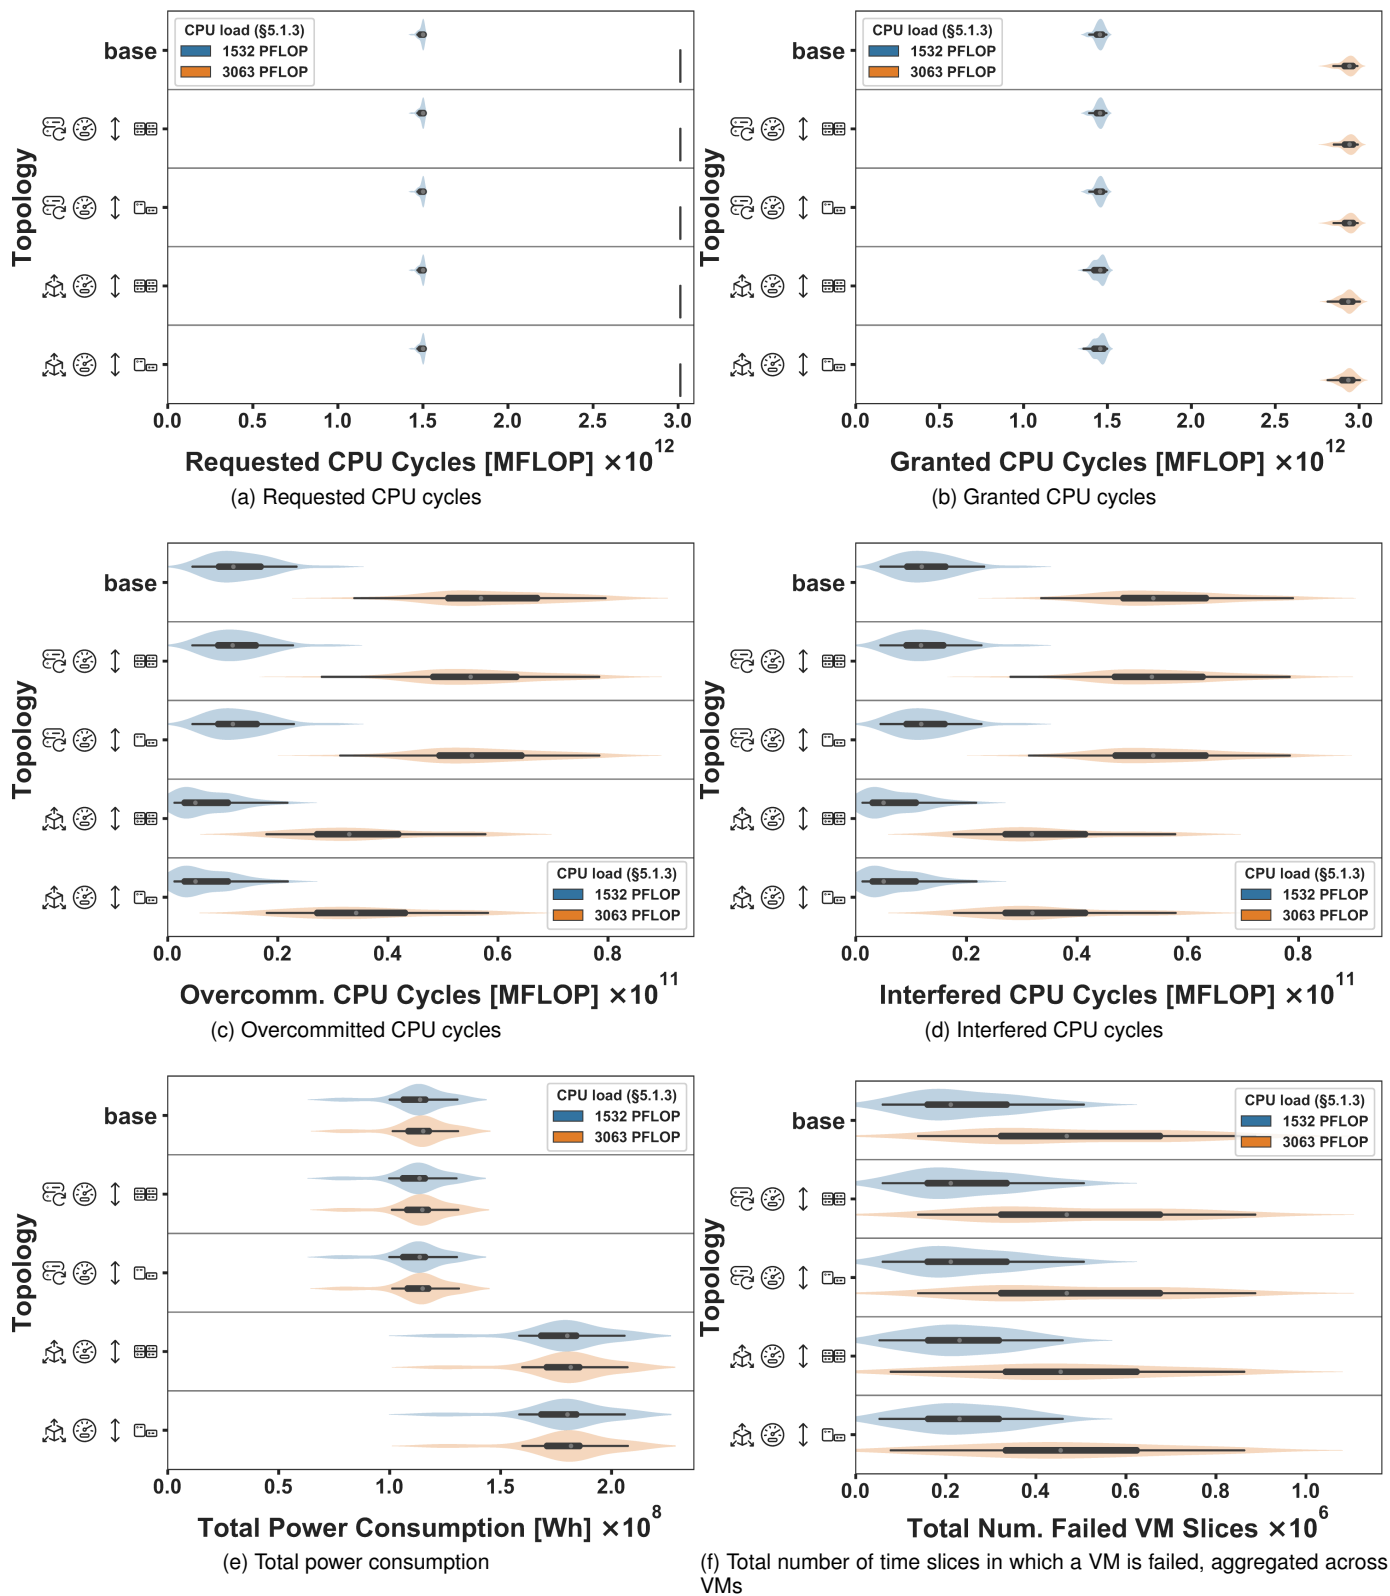 CPU load (§5.1.3)
1532 PFLOP
3063 PFLOP
base
Topology
0.0 0.5 1.0 1.5 2.0 2.5 3.0
Requested CPU Cycles [MFLOP] ×10^12
(a) Requested CPU cycles
CPU load (§5.1.3)
1532 PFLOP
3063 PFLOP
base
Topology
0.0 0.5 1.0 1.5 2.0 2.5 3.0
Granted CPU Cycles [MFLOP] ×10^12
(b) Granted CPU cycles
base
Topology
CPU load (§5.1.3)
1532 PFLOP
3063 PFLOP
0.0 0.2 0.4 0.6 0.8
Overcomm. CPU Cycles [MFLOP] ×10^11
(c) Overcommitted CPU cycles
base
Topology
CPU load (§5.1.3)
1532 PFLOP
3063 PFLOP
0.0 0.2 0.4 0.6 0.8
Interfered CPU Cycles [MFLOP] ×10^11
(d) Interfered CPU cycles
CPU load (§5.1.3)
1532 PFLOP
3063 PFLOP
base
Topology
0.0 0.5 1.0 1.5 2.0
Total Power Consumption [Wh] ×10^8
(e) Total power consumption
CPU load (§5.1.3)
1532 PFLOP
3063 PFLOP
base
Topology
0.0 0.2 0.4 0.6 0.8 1.0
Total Num. Failed VM Slices ×10^6
(f) Total number of time slices in which a VM is failed, aggregated across
VMs